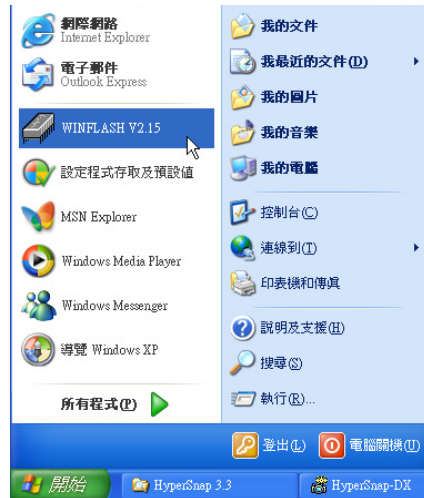 網際網路
Internet Explorer
電子郵件
Outlook Express
WINFLASH V2.15
設定程式存取及預設值
MSN Explorer
Windows Media Player
Windows Messenger
導覽 Windows XP
所有程式(P)
我的文件
我最近的文件(D)
我的圖片
我的音樂
我的電腦
控制台(C)
連線到(T)
印表機和傳真
說明及支援(H)
搜尋(S)
執行(R)...
登出(L)
電腦關機(U)
開始
HyperSnap 3.3
HyperSnap-DX